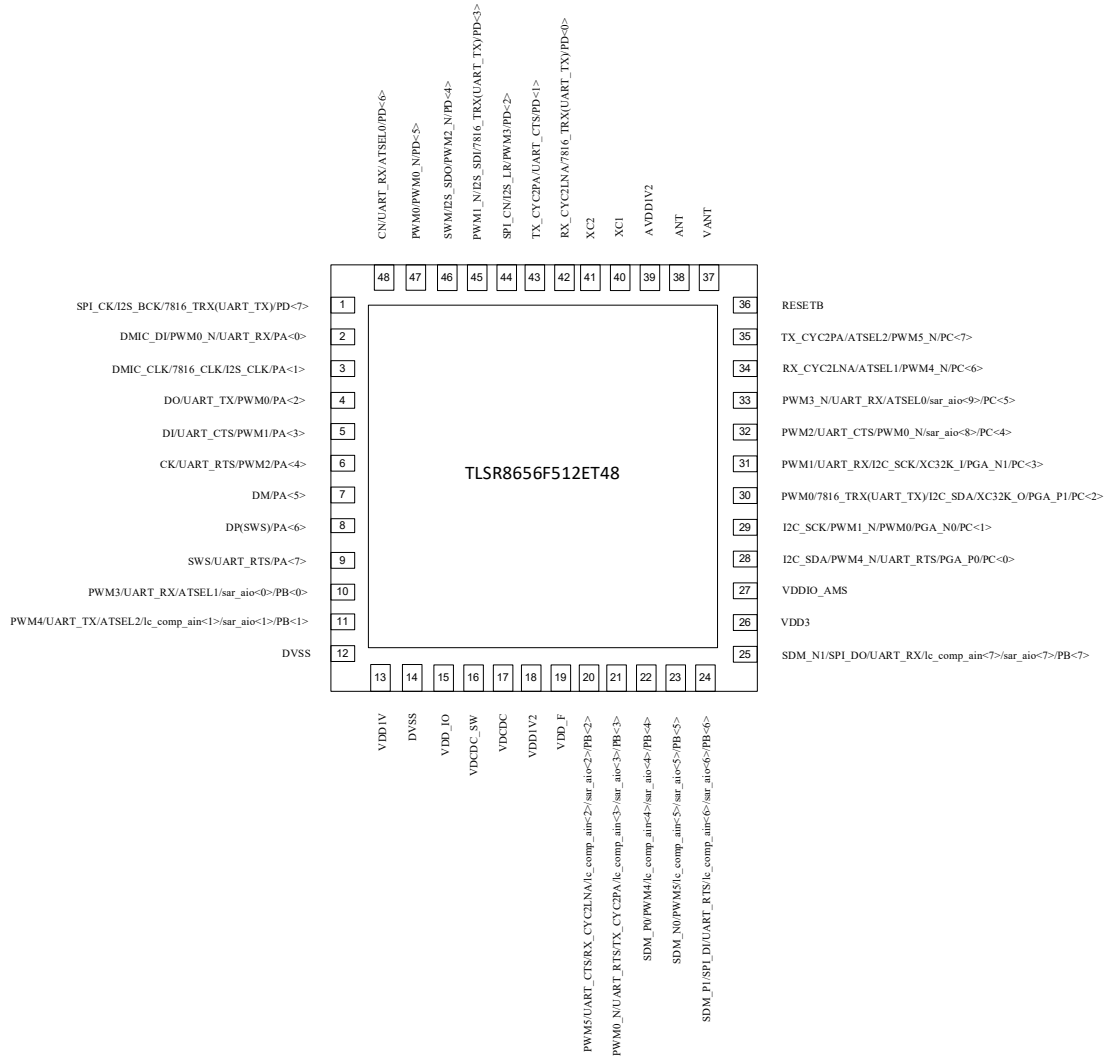 CN/UART_RX/ATSEL0/PD<6>
PWM0/PWM0_N/PD<5>
SWM/I2S_SDO/PWM2_N/PD<4>
PWM1_N/I2S_SDI/7816_TRX(UART_TX)/PD<3>
SPI_CN/I2S_LR/PWM3/PD<2>
TX_CYC2PA/UART_CTS/PD<1>
RX_CYC2LNA/7816_TRX(UART_TX)/PD<0>
XC2
XC1
AVDD1V2
ANT
VANT
48
47
46
45
44
43
42
41
40
39
38
37
SPI_CK/I2S_BCK/7816_TRX(UART_TX)/PD<7>
1
DMIC_DI/PWM0_N/UART_RX/PA<0>
2
DMIC_CLK/7816_CLK/I2S_CLK/PA<1>
3
DO/UART_TX/PWM0/PA<2>
4
DI/UART_CTS/PWM1/PA<3>
5
CK/UART_RTS/PWM2/PA<4>
6
DM/PA<5>
7
DP(SWS)/PA<6>
8
SWS/UART_RTS/PA<7>
9
PWM3/UART_RX/ATSEL1/sar_aio<0>/PB<0>
10
PWM4/UART_TX/ATSEL2/lc_comp_ain<1>/sar_aio<1>/PB<1>
11
DVSS
12
TLSR8656F512ET48
36
RESETB
35
TX_CYC2PA/ATSEL2/PWM5_N/PC<7>
34
RX_CYC2LNA/ATSEL1/PWM4_N/PC<6>
33
PWM3_N/UART_RX/ATSEL0/sar_aio<9>/PC<5>
32
PWM2/UART_CTS/PWM0_N/sar_aio<8>/PC<4>
31
PWM1/UART_RX/I2C_SCK/XC32K_I/PGA_N1/PC<3>
30
PWM0/7816_TRX(UART_TX)/I2C_SDA/XC32K_O/PGA_P1/PC<2>
29
I2C_SCK/PWM1_N/PWM0/PGA_N0/PC<1>
28
I2C_SDA/PWM4_N/UART_RTS/PGA_P0/PC<0>
27
VDDIO_AMS
26
VDD3
25
SDM_N1/SPI_DO/UART_RX/lc_comp_ain<7>/sar_aio<7>/PB<7>
13
14
15
16
17
18
19
20
21
22
23
24
VDD1V
DVSS
VDD_IO
VDCDC_SW
VDCDC
VDD1V2
VDD_F
PWM5/UART_CTS/RX_CYC2LNA/lc_comp_ain<2>/sar_aio<2>/PB<2>
PWM0_N/UART_RTS/TX_CYC2PA/lc_comp_ain<3>/sar_aio<3>/PB<3>
SDM_P0/PWM4/lc_comp_ain<4>/sar_aio<4>/PB<4>
SDM_N0/PWM5/lc_comp_ain<5>/sar_aio<5>/PB<5>
SDM_P1/SPI_DI/UART_RTS/lc_comp_ain<6>/sar_aio<6>/PB<6>